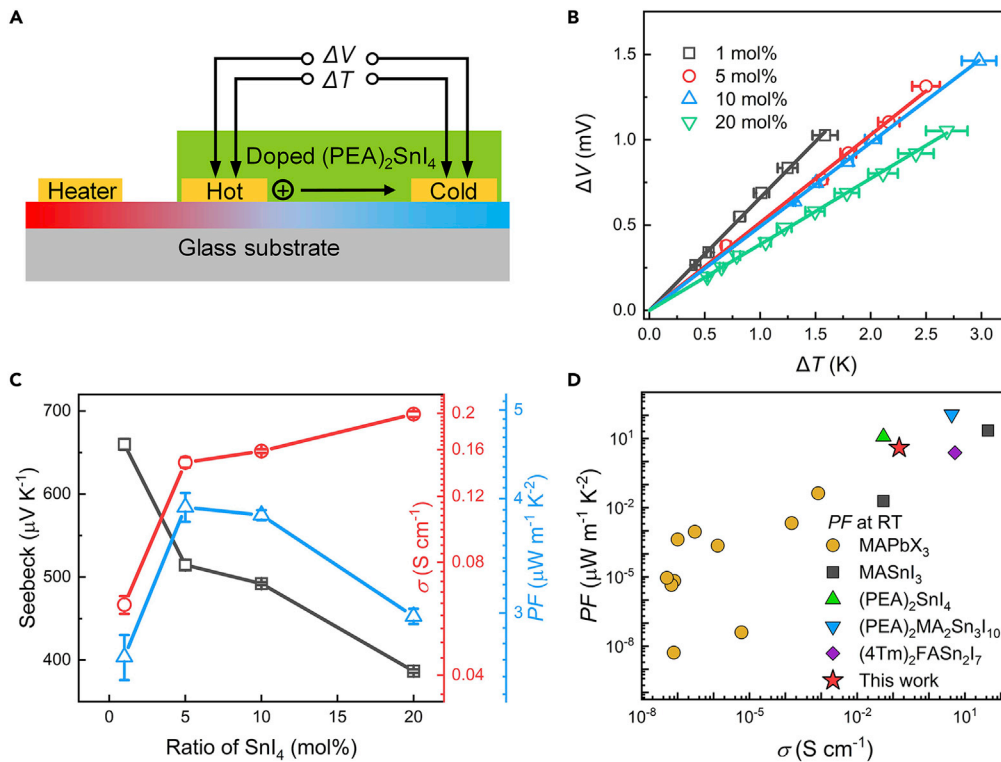 A
ΔV
ΔT
Doped (PEA)₂SnI₄
Heater
Hot
⊕
Cold
Glass substrate
B
1 mol%
5 mol%
10 mol%
20 mol%
1.5
1.0
0.5
0.0
ΔV (mV)
0.0 0.5 1.0 1.5 2.0 2.5 3.0
ΔT (K)
C
700
600
500
400
Seebeck (μV K⁻¹)
0.2
0.16
0.12
0.08
0.04
σ (S cm⁻¹)
5
4
3
PF (μW m⁻¹ K⁻²)
0 5 10 15 20
Ratio of SnI₄ (mol%)
D
10¹
10⁻²
10⁻⁵
10⁻⁸
PF (μW m⁻¹ K⁻²)
PF at RT
MAPbX₃
MASnI₃
(PEA)₂SnI₄
(PEA)₂MA₂Sn₃I₁₀
(4Tm)₂FASn₂I₇
This work
10⁻⁸ 10⁻⁵ 10⁻² 10¹
σ (S cm⁻¹)